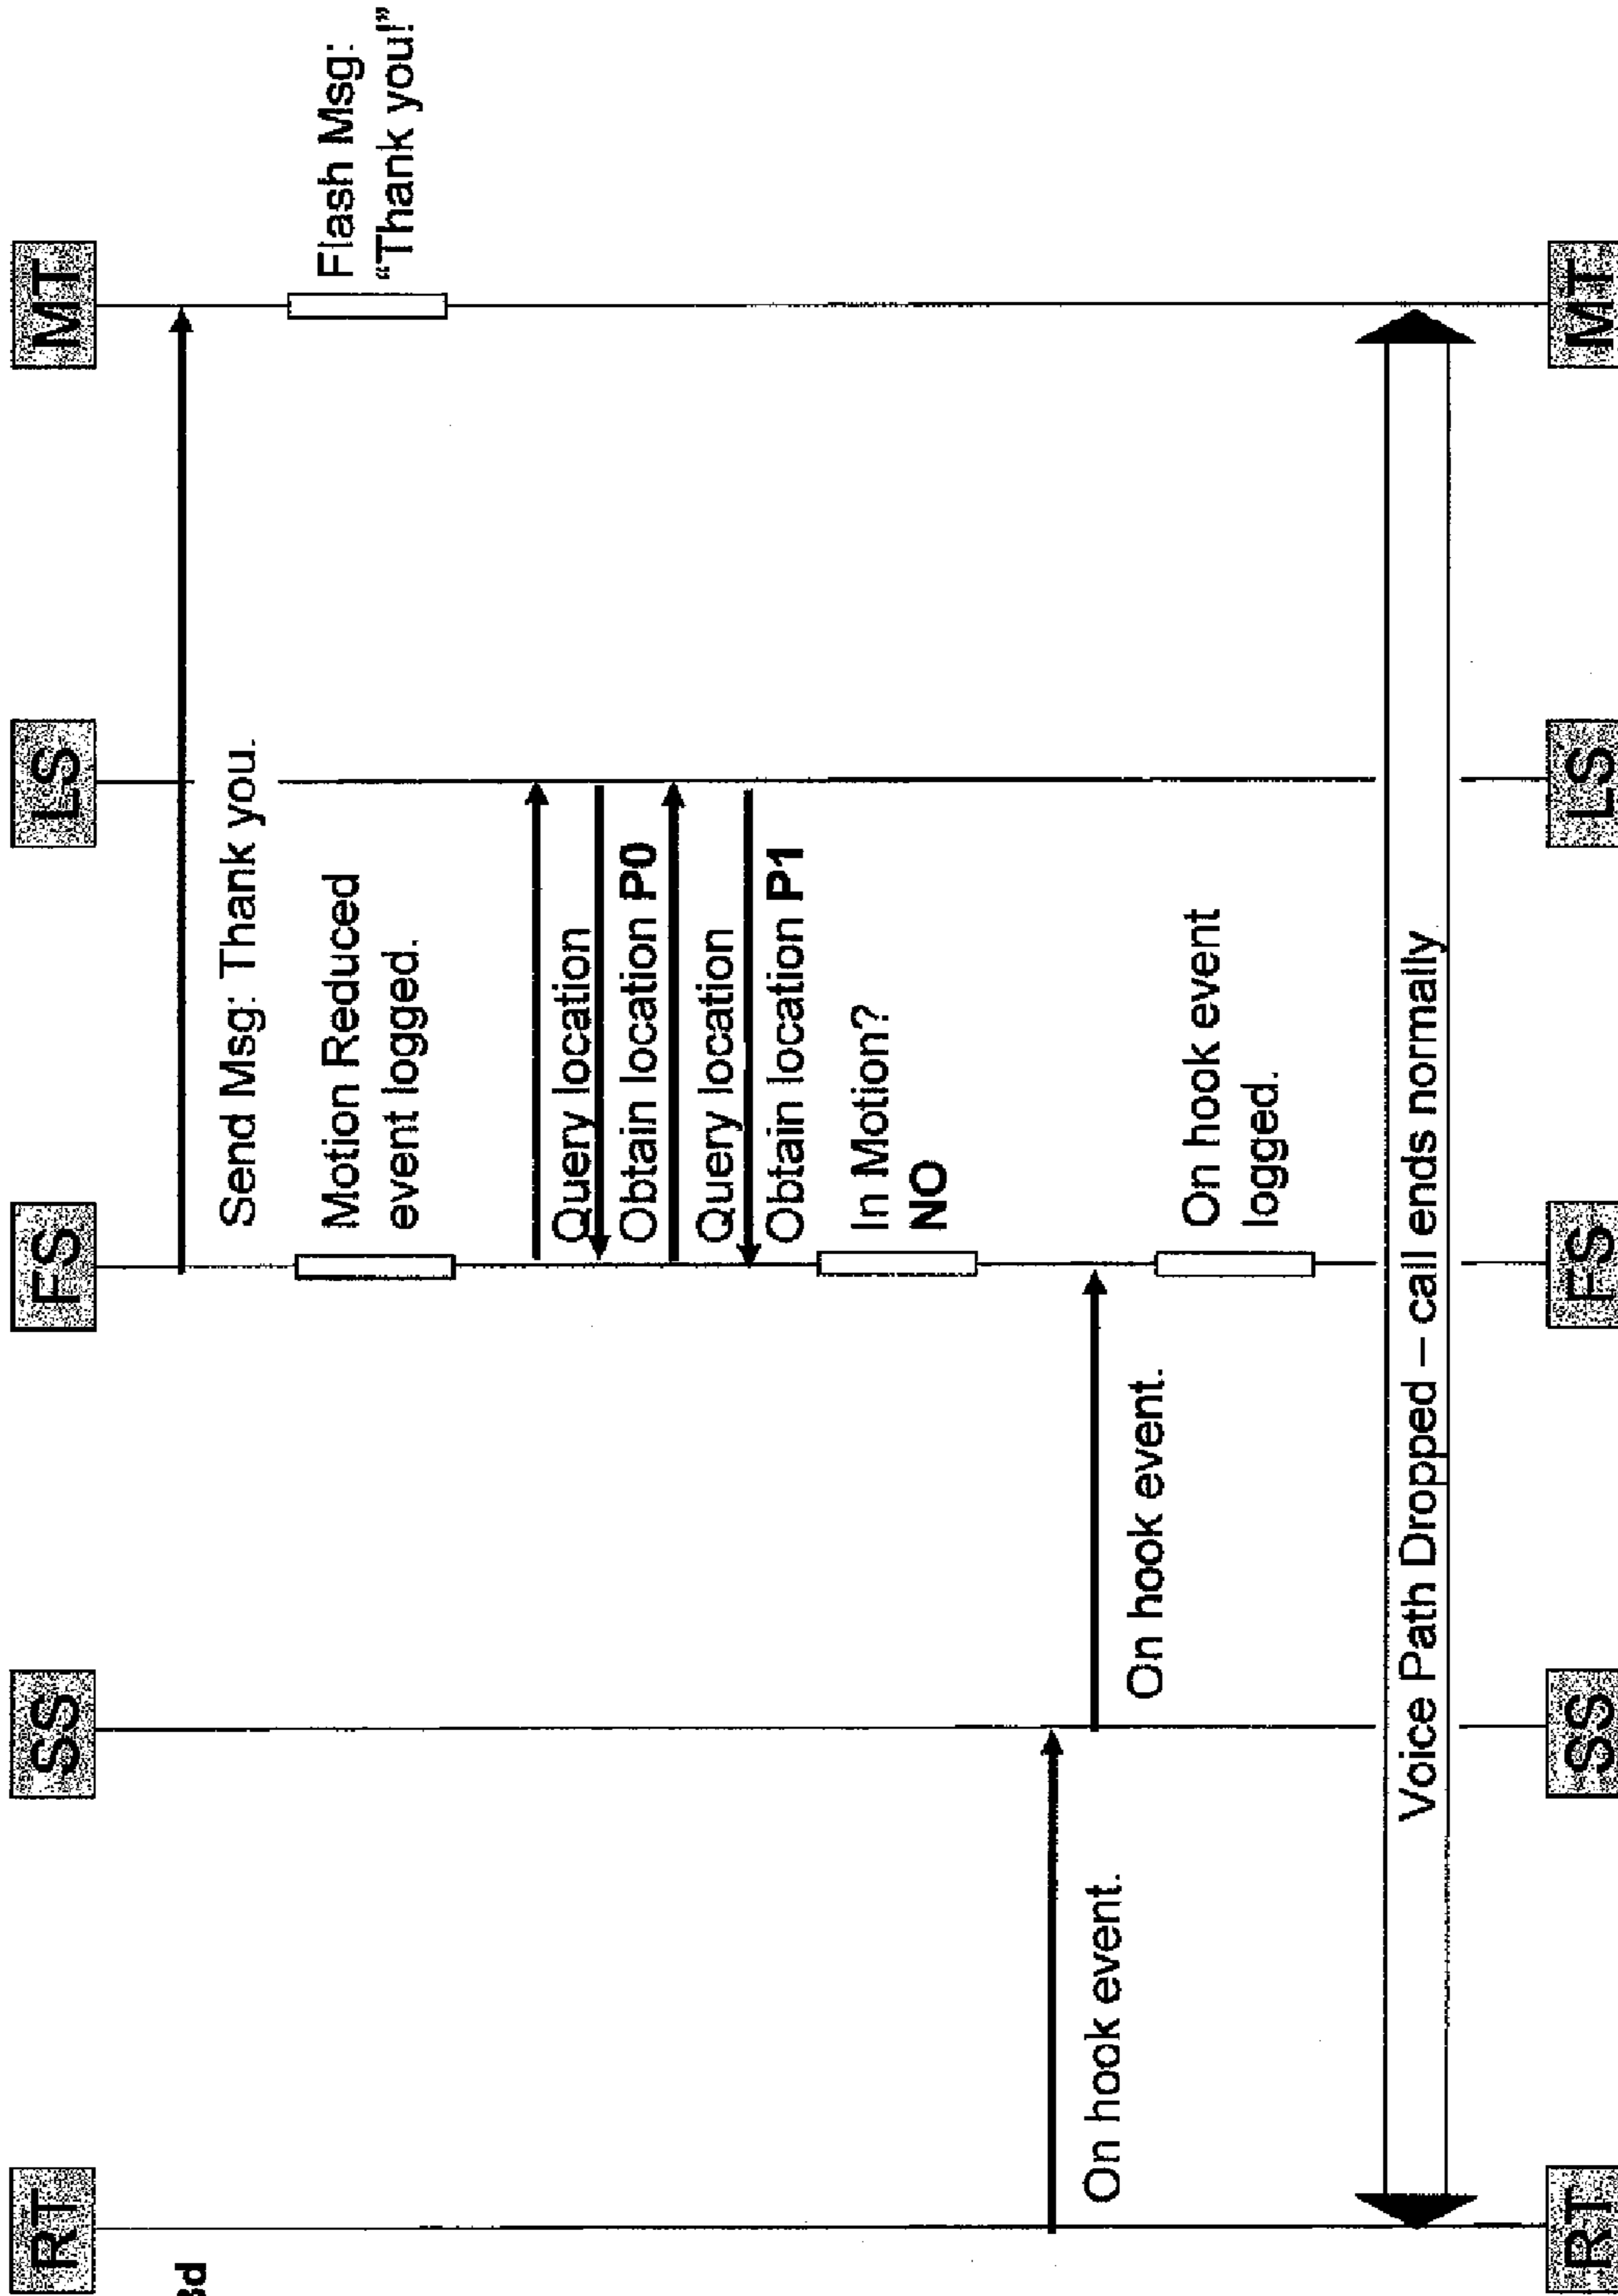 RT SS FS LS MT
Send Msg: Thank you.
Motion Reduced
event logged.
Flash Msg:
“Thank you!”
Query location
Obtain location P0
Query location
Obtain location P1
In Motion?
NO
On hook event.
On hook event.
On hook event
logged.
Voice Path Dropped – call ends normally
RT SS FS LS MT